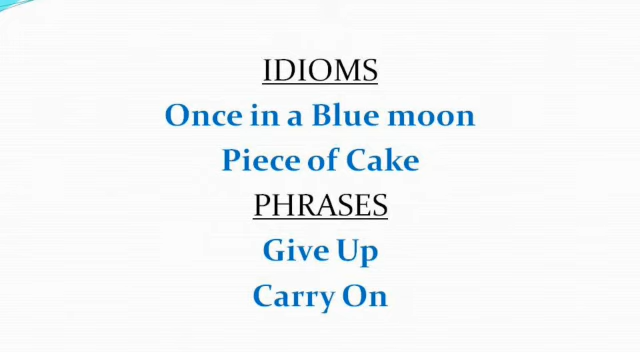 IDIOMS
Once in a Blue moon
Piece of Cake
PHRASES
Give Up
Carry On